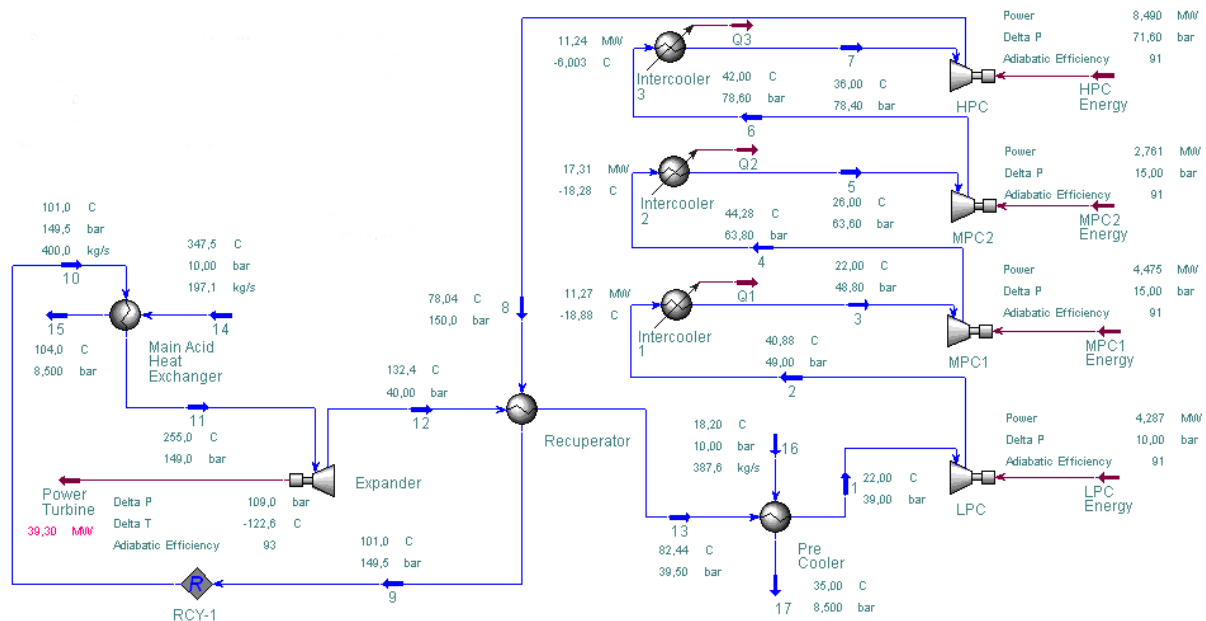 Power 8,490 MW
Delta P 71,60 bar
Adiabatic Efficiency 91
HPC
Energy
HPC
11,24 MW
-6,003 C
Q3
Intercooler
3
7
42,00 C
78,60 bar
36,00 C
78,40 bar
6
Power 2,761 MW
Delta P 15,00 bar
Adiabatic Efficiency 91
MPC2
Energy
MPC2
17,31 MW
-18,28 C
Q2
Intercooler
2
5
44,28 C
63,80 bar
26,00 C
63,60 bar
4
Power 4,475 MW
Delta P 15,00 bar
Adiabatic Efficiency 91
MPC1
Energy
MPC1
11,27 MW
-18,88 C
Q1
Intercooler
1
22,00 C
48,80 bar
3
40,88 C
49,00 bar
2
Power 4,287 MW
Delta P 10,00 bar
Adiabatic Efficiency 91
LPC
Energy
LPC
22,00 C
39,00 bar
1
18,20 C
10,00 bar
387,6 kg/s
16
Pre
Cooler
35,00 C
8,500 bar
17
82,44 C
39,50 bar
13
Recuperator
78,04 C
150,0 bar
8
132,4 C
40,00 bar
12
101,0 C
149,5 bar
400,0 kg/s
10
347,5 C
10,00 bar
197,1 kg/s
14
15
104,0 C
8,500 bar
Main Acid
Heat
Exchanger
11
255,0 C
149,0 bar
Expander
Power
Turbine
39,30 MW
Delta P 109,0 bar
Delta T -122,6 C
Adiabatic Efficiency 93
101,0 C
149,5 bar
9
R
RCY-1